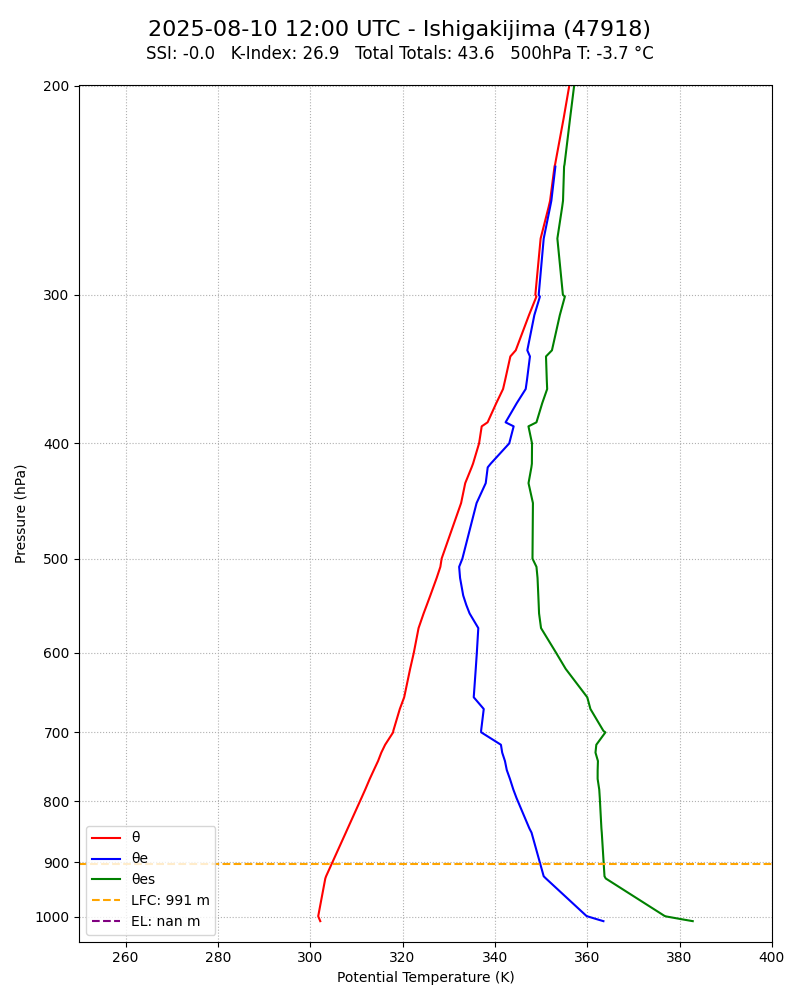 2025-08-10 12:00 UTC - Ishigakijima (47918)
SSI: -0.0   K-Index: 26.9   Total Totals: 43.6   500hPa T: -3.7 °C
Pressure (hPa)
200
300
400
500
600
700
800
900
1000
θ
θe
θes
LFC: 991 m
EL: nan m
260 280 300 320 340 360 380 400
Potential Temperature (K)